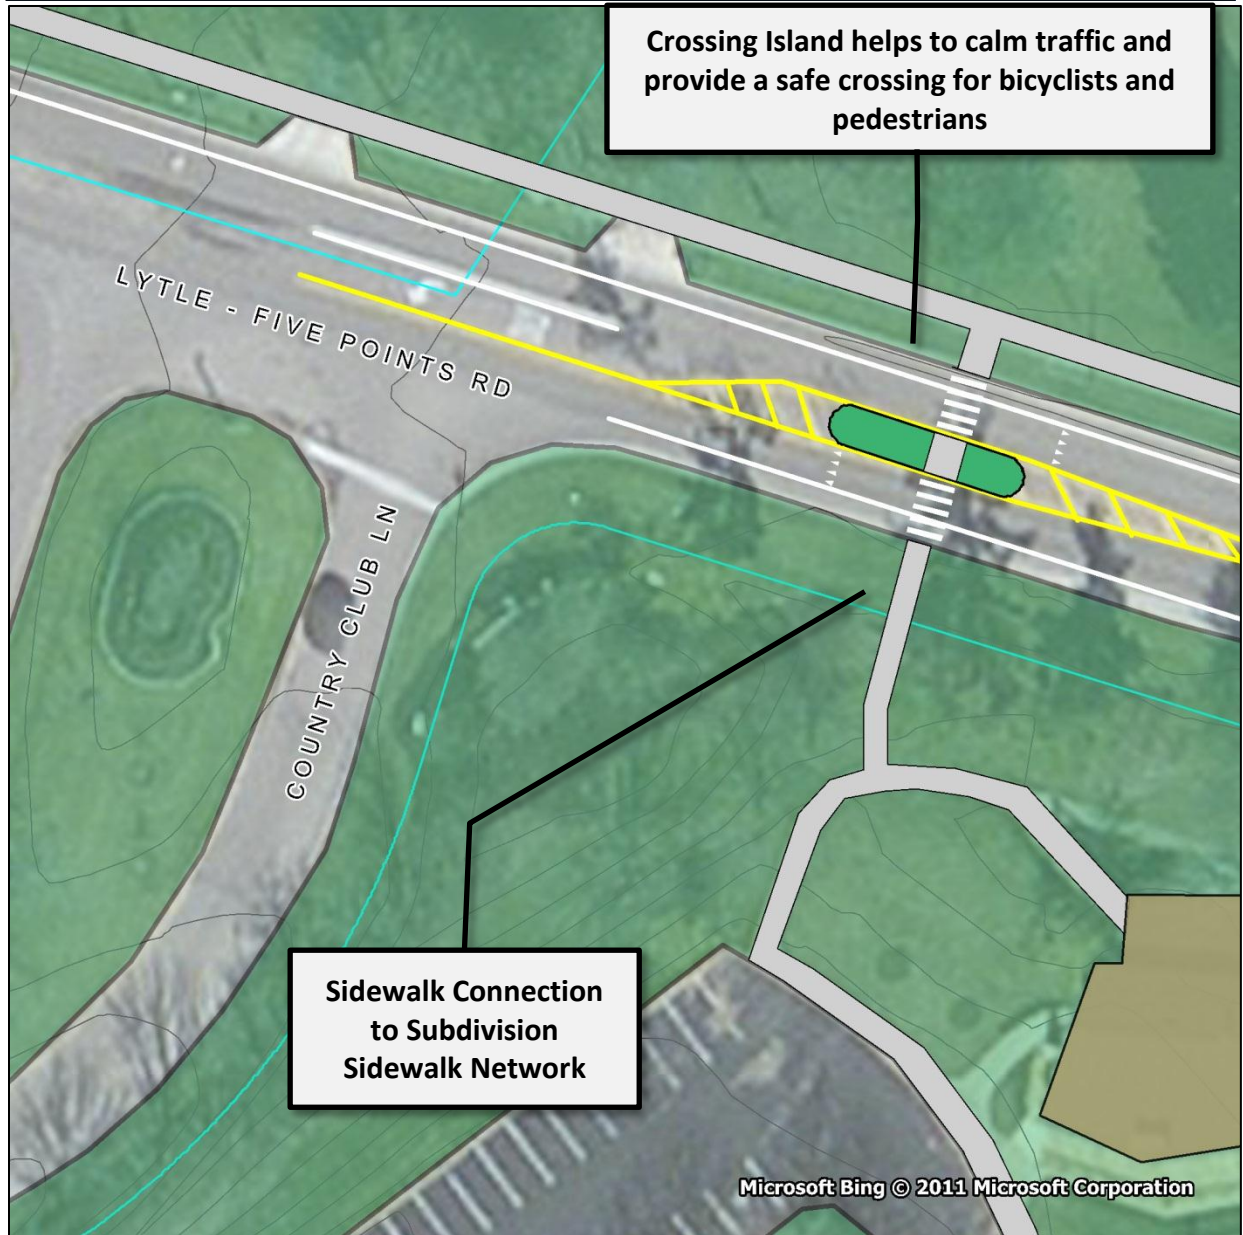 Crossing Island helps to calm traffic and
provide a safe crossing for bicyclists and
pedestrians
LYTLE - FIVE POINTS RD
COUNTRY CLUB LN
Sidewalk Connection
to Subdivision
Sidewalk Network
Microsoft Bing © 2011 Microsoft Corporation